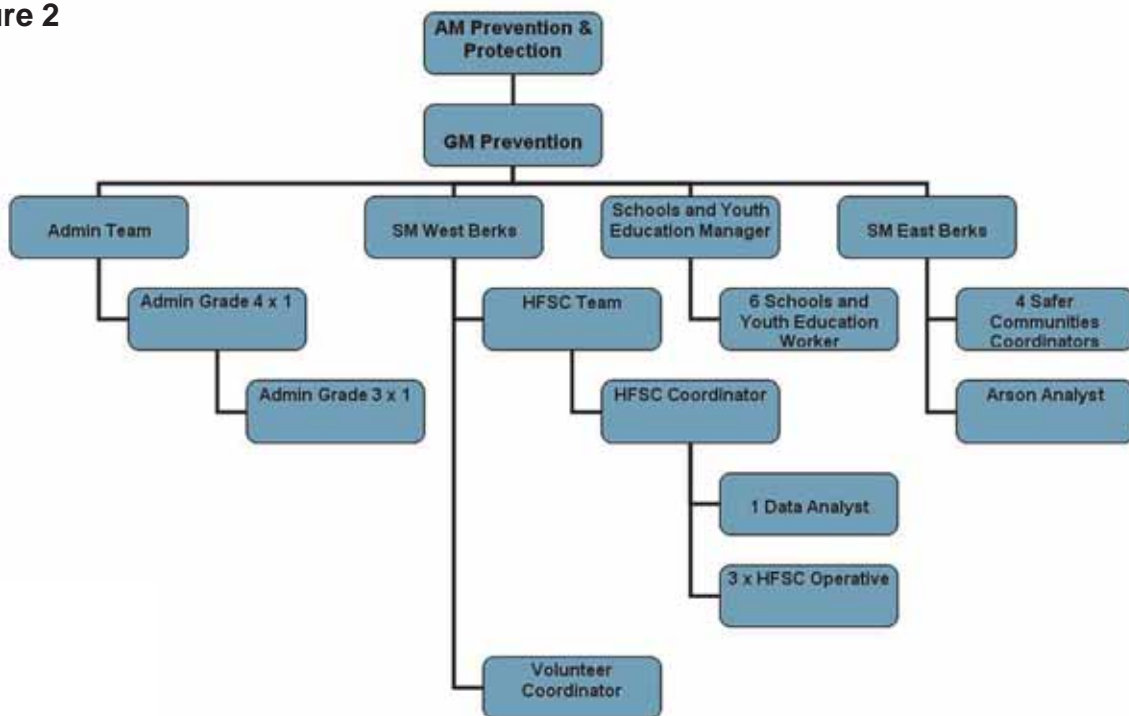 ure 2
AM Prevention &
Protection
GM Prevention
Admin Team
SM West Berks
Schools and Youth
Education Manager
SM East Berks
Admin Grade 4 x 1
HFSC Team
6 Schools and
Youth Education
Worker
4 Safer
Communities
Coordinators
Admin Grade 3 x 1
HFSC Coordinator
Arson Analyst
1 Data Analyst
3 x HFSC Operative
Volunteer
Coordinator